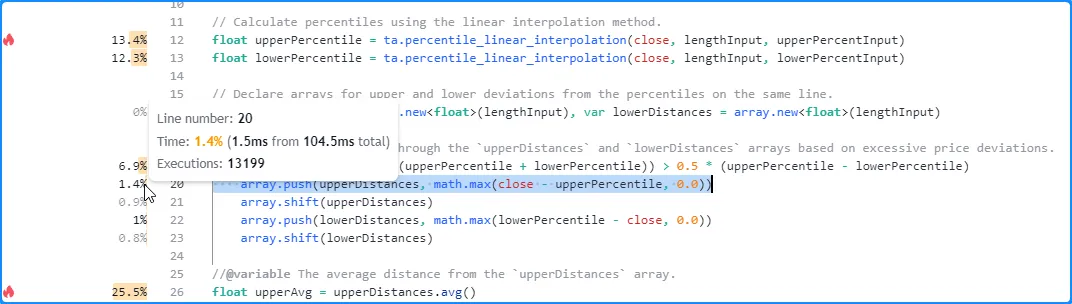 10
11 // Calculate percentiles using the linear interpolation method.
13.4% 12 float upperPercentile = ta.percentile_linear_interpolation(close, lengthInput, upperPercentInput)
12.3% 13 float lowerPercentile = ta.percentile_linear_interpolation(close, lengthInput, lowerPercentInput)
14
15 // Declare arrays for upper and lower deviations from the percentiles on the same line.
0% .new<float>(lengthInput), var lowerDistances = array.new<float>(lengthInput)
Line number: 20
Time: 1.4% (1.5ms from 104.5ms total)
Executions: 13199
through the `upperDistances` and `lowerDistances` arrays based on excessive price deviations.
6.9% (upperPercentile + lowerPercentile)) > 0.5 * (upperPercentile - lowerPercentile)
1.4% 20 array.push(upperDistances, math.max(close - upperPercentile, 0.0))
0.9% 21 array.shift(upperDistances)
1% 22 array.push(lowerDistances, math.max(lowerPercentile - close, 0.0))
0.8% 23 array.shift(lowerDistances)
24
25 //@variable The average distance from the `upperDistances` array.
25.5% 26 float upperAvg = upperDistances.avg()